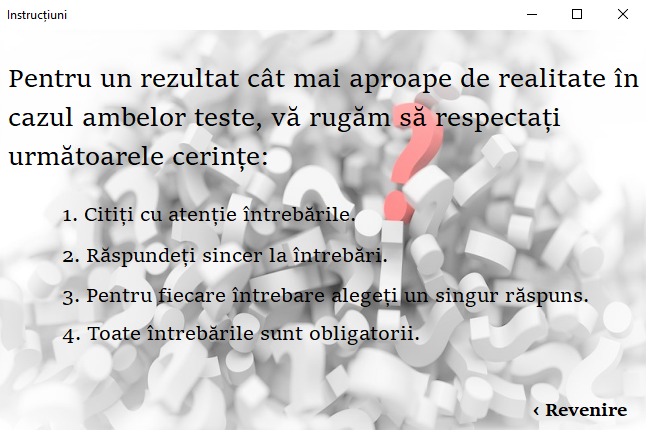 Instrucțiuni
Pentru un rezultat cât mai aproape de realitate în
cazul ambelor teste, vă rugăm să respectați
următoarele cerințe:
1. Citiți cu atenție întrebările.
2. Răspundeți sincer la întrebări.
3. Pentru fiecare întrebare alegeți un singur răspuns.
4. Toate întrebările sunt obligatorii.
‹ Revenire